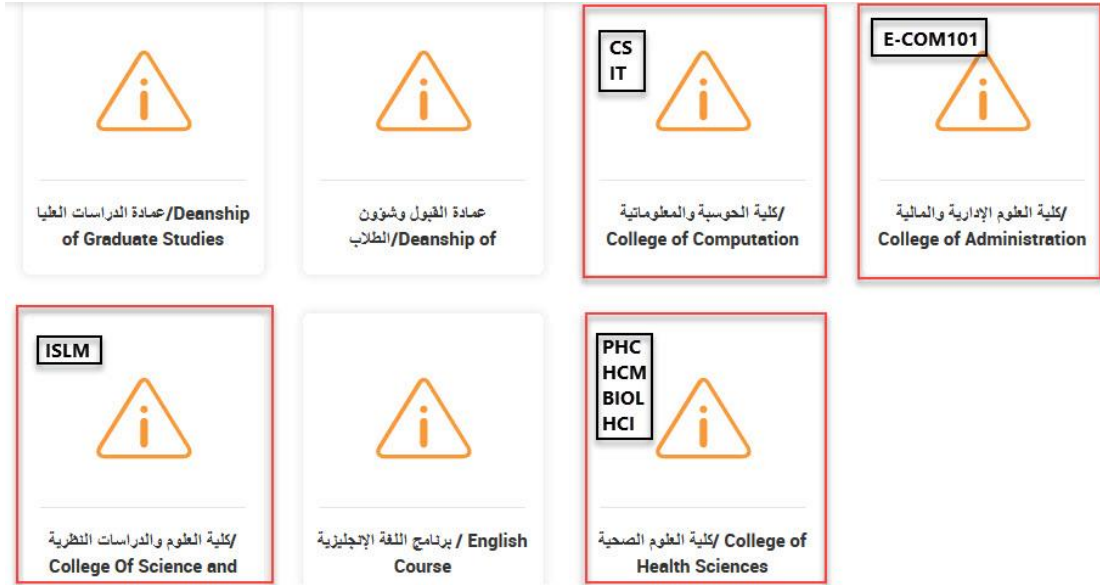 عمادة الدراسات العليا/Deanship
of Graduate Studies
عمادة القبول وشؤون
الطلاب/Deanship of
CS
IT
كلية الحوسبة والمعلوماتية/
College of Computation
E-COM101
كلية العلوم الإدارية والمالية/
College of Administration
ISLM
كلية العلوم والدراسات النظرية/
College Of Science and
برنامج اللغة الإنجليزية / English
Course
PHC
HCM
BIOL
HCI
كلية العلوم الصحية/ College of
Health Sciences